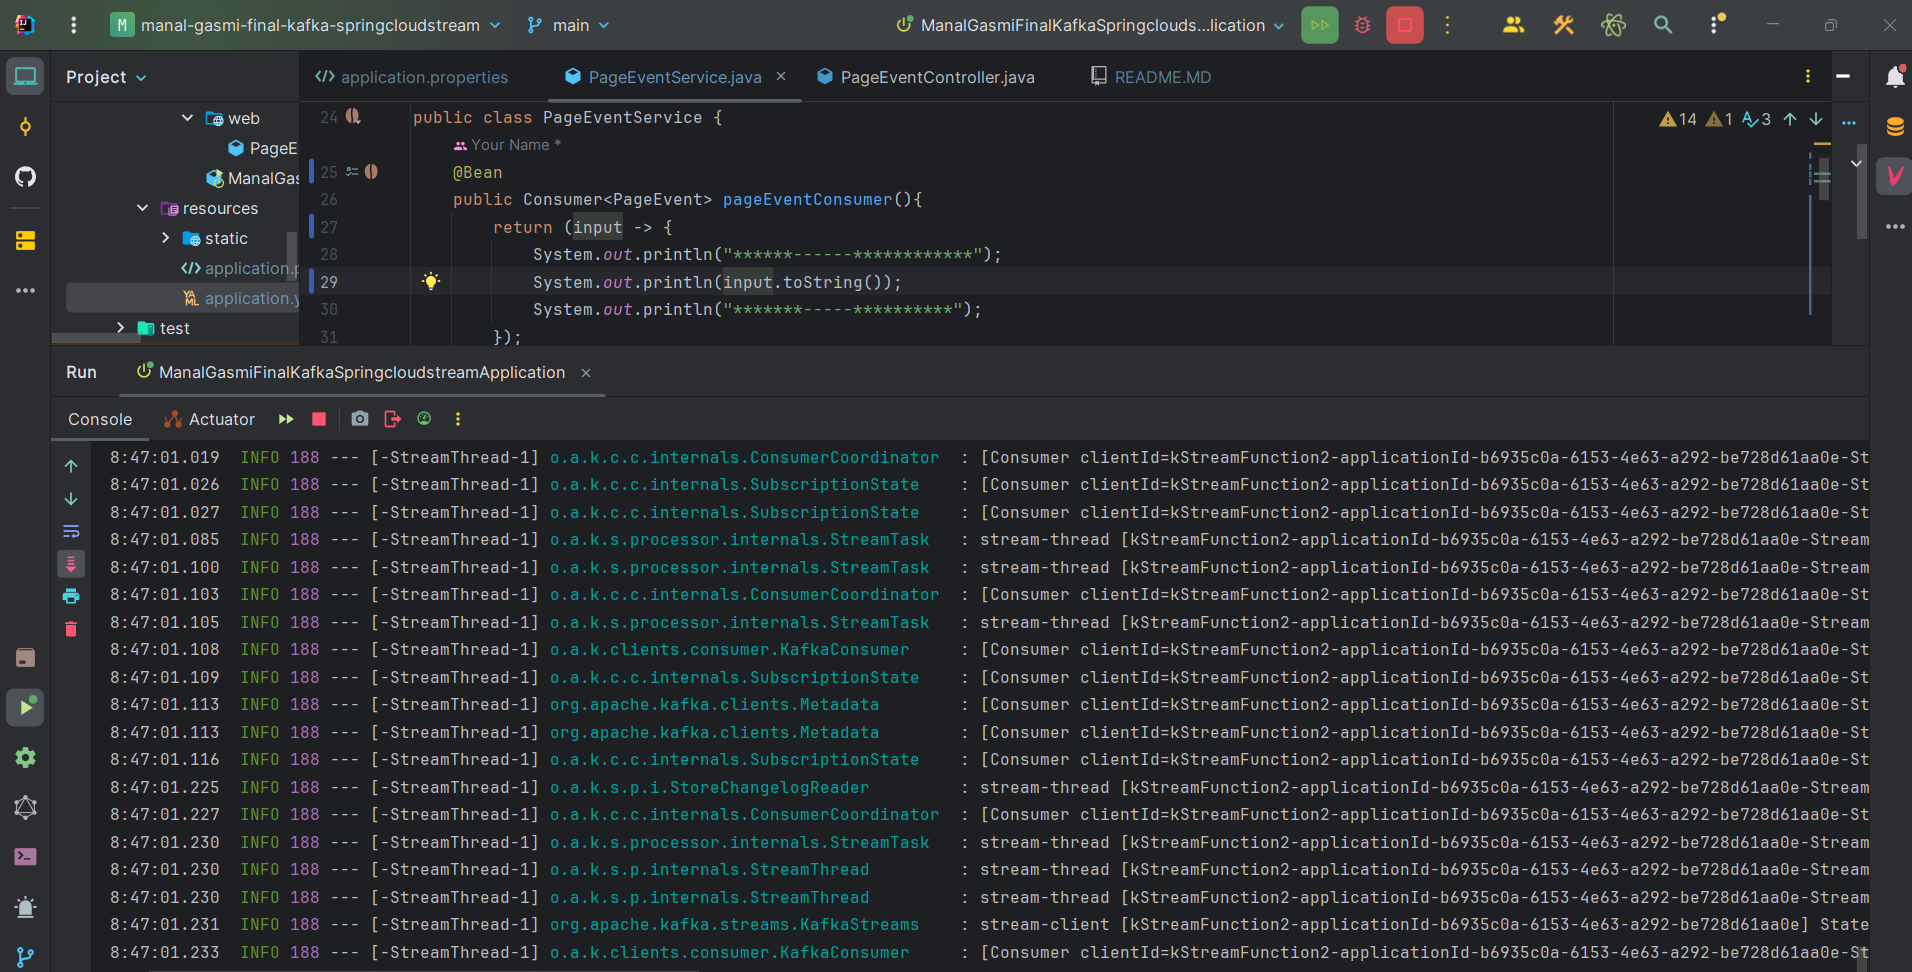 M manal-gasmi-final-kafka-springcloudstream main ManalGasmiFinalKafkaSpringclouds...lication
Project
application.properties PageEventService.java PageEventController.java README.MD
web
PageE
ManalGas
resources
static
application.p
application.y
test
24 public class PageEventService {
Your Name *
25 @Bean
26 public Consumer<PageEvent> pageEventConsumer(){
27 return (input -> {
28 System.out.println("******------************");
29 System.out.println(input.toString());
30 System.out.println("*******-----**********");
31 });
14 1 3
Run ManalGasmiFinalKafkaSpringcloudstreamApplication
Console Actuator
8:47:01.019 INFO 188 --- [-StreamThread-1] o.a.k.c.c.internals.ConsumerCoordinator : [Consumer clientId=kStreamFunction2-applicationId-b6935c0a-6153-4e63-a292-be728d61aa0e-St
8:47:01.026 INFO 188 --- [-StreamThread-1] o.a.k.c.c.internals.SubscriptionState : [Consumer clientId=kStreamFunction2-applicationId-b6935c0a-6153-4e63-a292-be728d61aa0e-St
8:47:01.027 INFO 188 --- [-StreamThread-1] o.a.k.c.c.internals.SubscriptionState : [Consumer clientId=kStreamFunction2-applicationId-b6935c0a-6153-4e63-a292-be728d61aa0e-St
8:47:01.085 INFO 188 --- [-StreamThread-1] o.a.k.s.processor.internals.StreamTask : stream-thread [kStreamFunction2-applicationId-b6935c0a-6153-4e63-a292-be728d61aa0e-Stream
8:47:01.100 INFO 188 --- [-StreamThread-1] o.a.k.s.processor.internals.StreamTask : stream-thread [kStreamFunction2-applicationId-b6935c0a-6153-4e63-a292-be728d61aa0e-Stream
8:47:01.103 INFO 188 --- [-StreamThread-1] o.a.k.c.c.internals.ConsumerCoordinator : [Consumer clientId=kStreamFunction2-applicationId-b6935c0a-6153-4e63-a292-be728d61aa0e-St
8:47:01.105 INFO 188 --- [-StreamThread-1] o.a.k.s.processor.internals.StreamTask : stream-thread [kStreamFunction2-applicationId-b6935c0a-6153-4e63-a292-be728d61aa0e-Stream
8:47:01.108 INFO 188 --- [-StreamThread-1] o.a.k.clients.consumer.KafkaConsumer : [Consumer clientId=kStreamFunction2-applicationId-b6935c0a-6153-4e63-a292-be728d61aa0e-St
8:47:01.109 INFO 188 --- [-StreamThread-1] o.a.k.c.c.internals.SubscriptionState : [Consumer clientId=kStreamFunction2-applicationId-b6935c0a-6153-4e63-a292-be728d61aa0e-St
8:47:01.113 INFO 188 --- [-StreamThread-1] org.apache.kafka.clients.Metadata : [Consumer clientId=kStreamFunction2-applicationId-b6935c0a-6153-4e63-a292-be728d61aa0e-St
8:47:01.113 INFO 188 --- [-StreamThread-1] org.apache.kafka.clients.Metadata : [Consumer clientId=kStreamFunction2-applicationId-b6935c0a-6153-4e63-a292-be728d61aa0e-St
8:47:01.116 INFO 188 --- [-StreamThread-1] o.a.k.c.c.internals.SubscriptionState : [Consumer clientId=kStreamFunction2-applicationId-b6935c0a-6153-4e63-a292-be728d61aa0e-St
8:47:01.225 INFO 188 --- [-StreamThread-1] o.a.k.s.p.i.StoreChangelogReader : stream-thread [kStreamFunction2-applicationId-b6935c0a-6153-4e63-a292-be728d61aa0e-Stream
8:47:01.227 INFO 188 --- [-StreamThread-1] o.a.k.c.c.internals.ConsumerCoordinator : [Consumer clientId=kStreamFunction2-applicationId-b6935c0a-6153-4e63-a292-be728d61aa0e-St
8:47:01.230 INFO 188 --- [-StreamThread-1] o.a.k.s.processor.internals.StreamTask : stream-thread [kStreamFunction2-applicationId-b6935c0a-6153-4e63-a292-be728d61aa0e-Stream
8:47:01.230 INFO 188 --- [-StreamThread-1] o.a.k.s.p.internals.StreamThread : stream-thread [kStreamFunction2-applicationId-b6935c0a-6153-4e63-a292-be728d61aa0e-Stream
8:47:01.230 INFO 188 --- [-StreamThread-1] o.a.k.s.p.internals.StreamThread : stream-thread [kStreamFunction2-applicationId-b6935c0a-6153-4e63-a292-be728d61aa0e-Stream
8:47:01.231 INFO 188 --- [-StreamThread-1] org.apache.kafka.streams.KafkaStreams : stream-client [kStreamFunction2-applicationId-b6935c0a-6153-4e63-a292-be728d61aa0e] State
8:47:01.233 INFO 188 --- [-StreamThread-1] o.a.k.clients.consumer.KafkaConsumer : [Consumer clientId=kStreamFunction2-applicationId-b6935c0a-6153-4e63-a292-be728d61aa0e-St